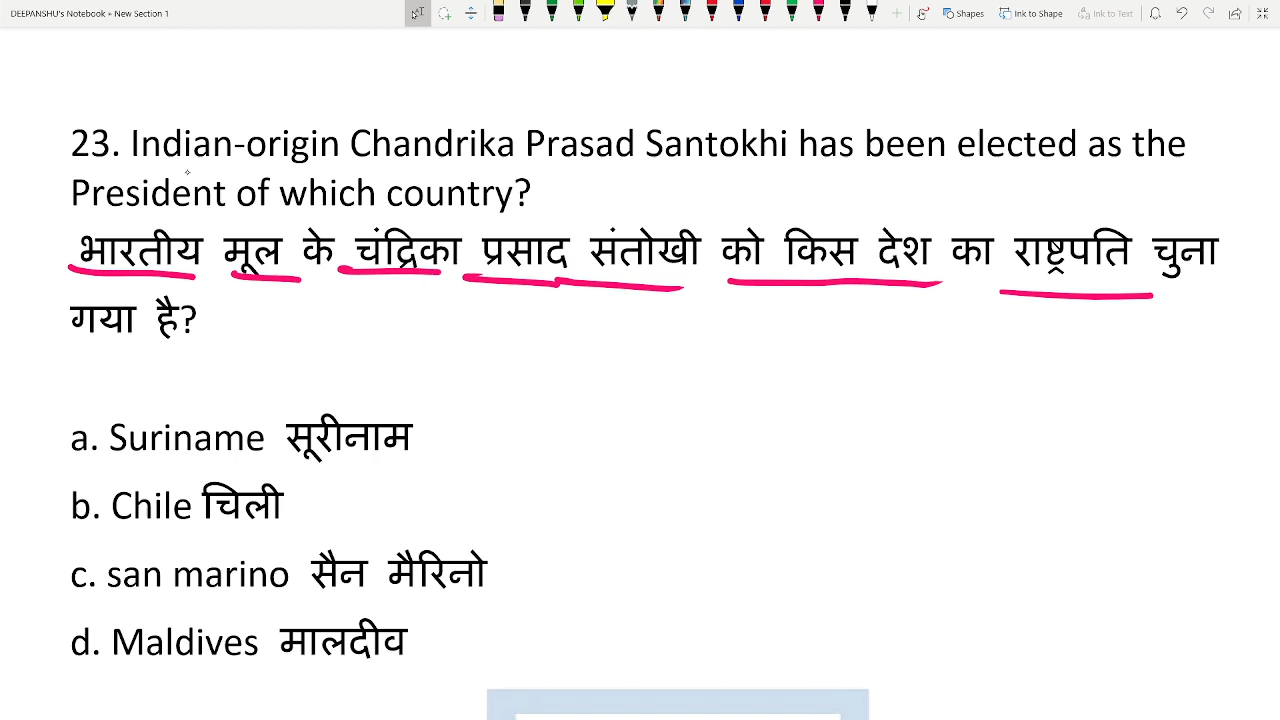 DEEPANSHU's Notebook » New Section 1
Shapes Ink to Shape Ink to Text
23. Indian-origin Chandrika Prasad Santokhi has been elected as the
President of which country?
भारतीय मूल के चंद्रिका प्रसाद संतोखी को किस देश का राष्ट्रपति चुना
गया है?
a. Suriname सूरीनाम
b. Chile चिली
c. san marino सैन मैरिनो
d. Maldives मालदीव